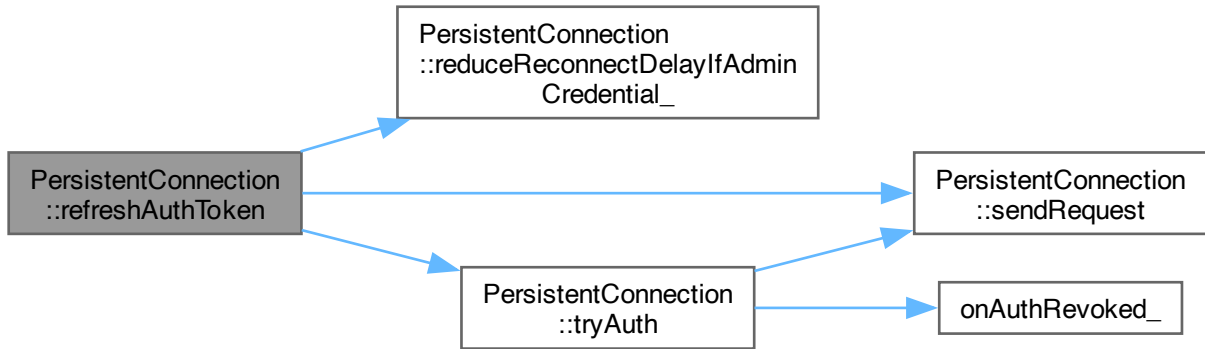 PersistentConnection
::reduceReconnectDelayIfAdmin
Credential_
PersistentConnection
::refreshAuthToken
PersistentConnection
::sendRequest
PersistentConnection
::tryAuth
onAuthRevoked_